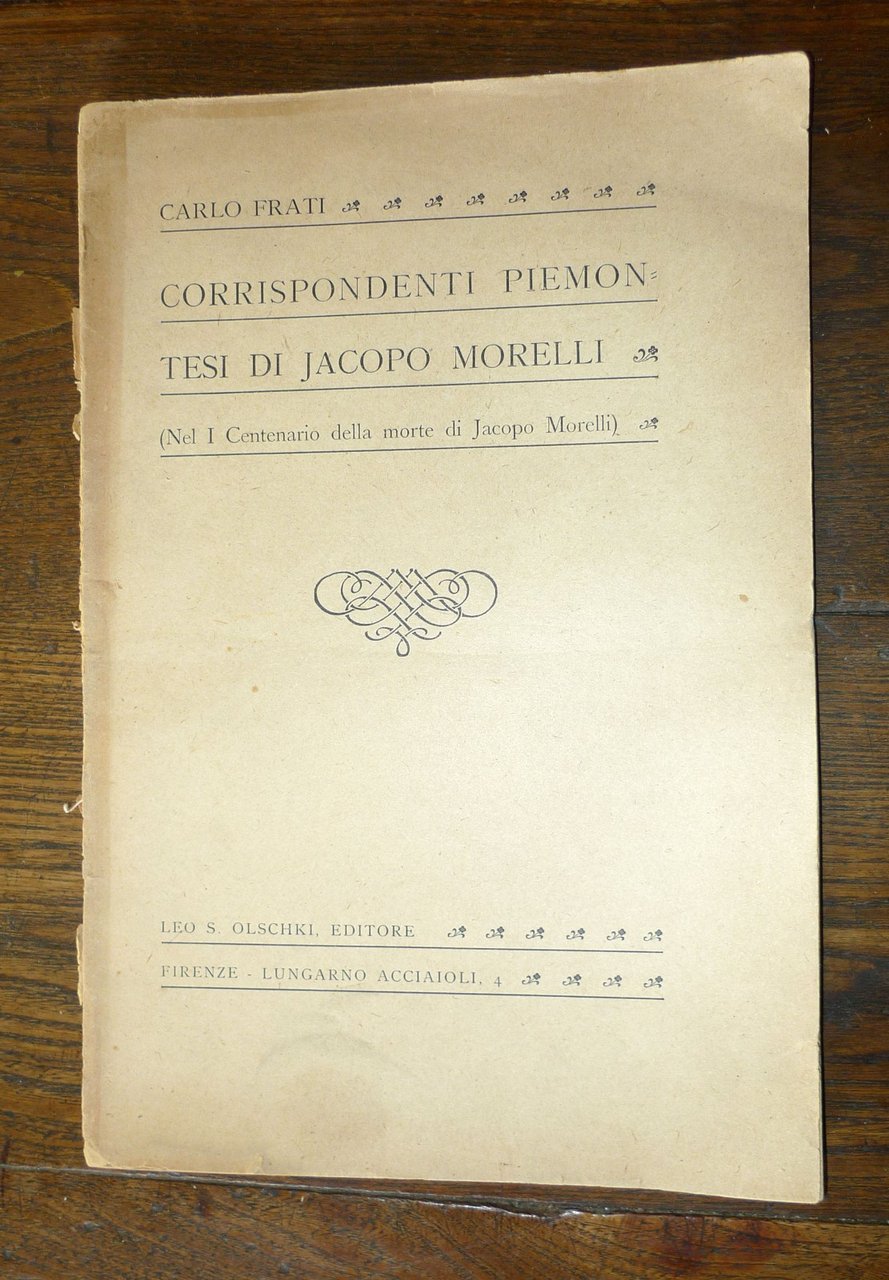 CARLO FRATI
CORRISPONDENTI PIEMON=
TESI DI JACOPO MORELLI
(Nel I Centenario della morte di Jacopo Morelli)
LEO S. OLSCHKI, EDITORE
FIRENZE - LUNGARNO ACCIAIOLI, 4